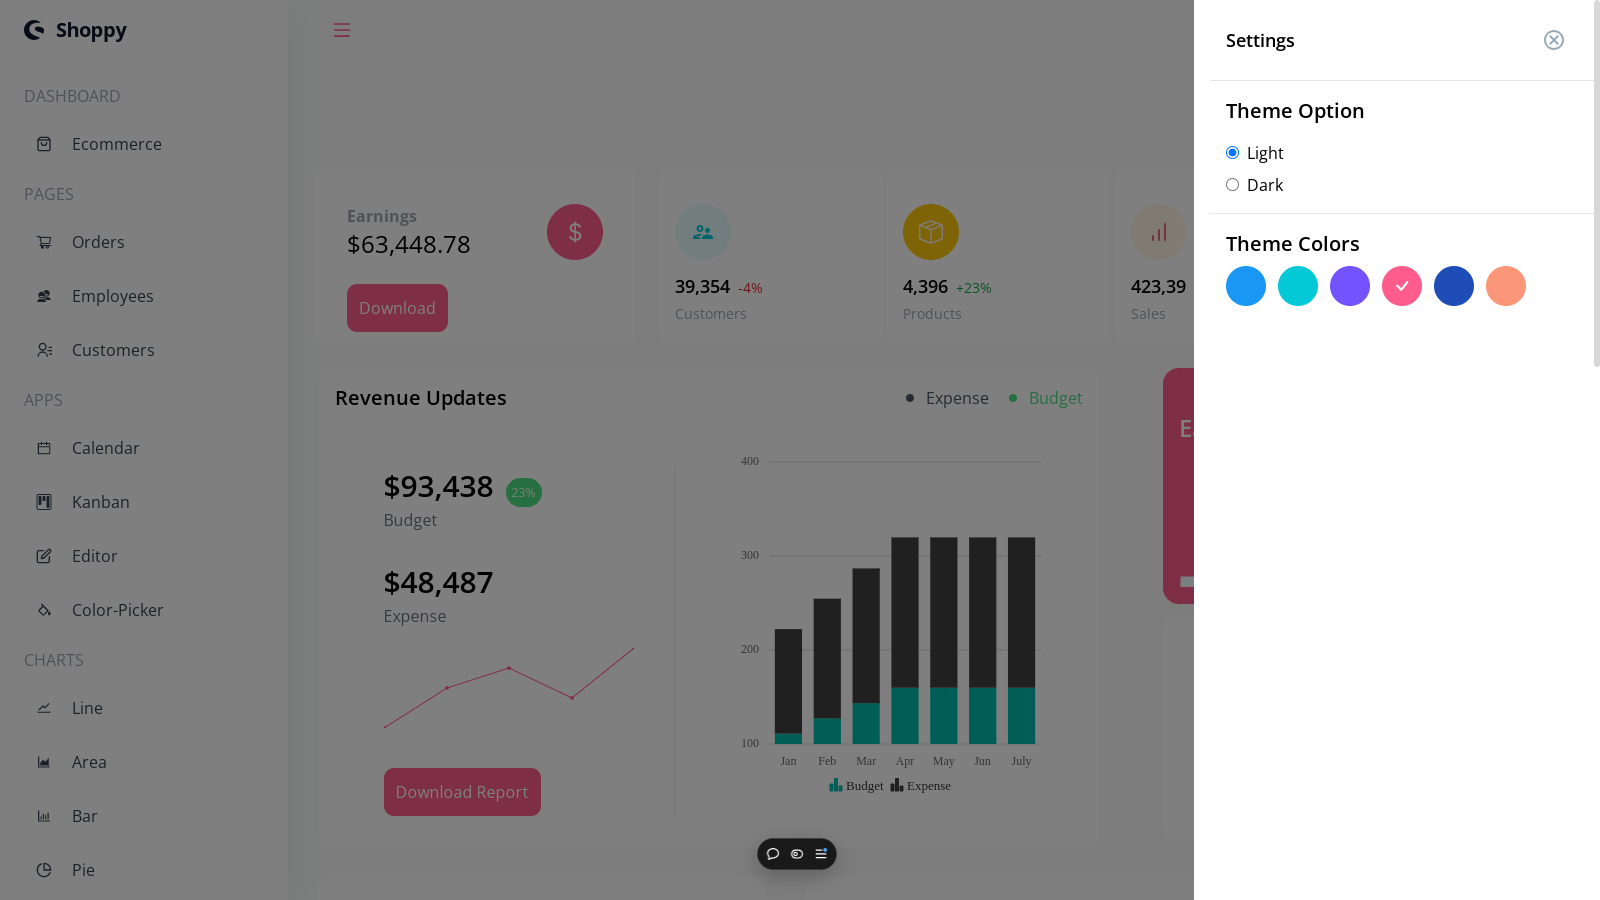 Shoppy
DASHBOARD
Ecommerce
PAGES
Orders
Employees
Customers
APPS
Calendar
Kanban
Editor
Color-Picker
CHARTS
Line
Area
Bar
Pie
Earnings
$63,448.78
$
Download
39,354 -4%
Customers
4,396 +23%
Products
423,39
Sales
Revenue Updates
Expense
Budget
$93,438 23%
Budget
$48,487
Expense
Download Report
400
300
200
100
Jan Feb Mar Apr May Jun July
Budget Expense
Settings
Theme Option
Light
Dark
Theme Colors